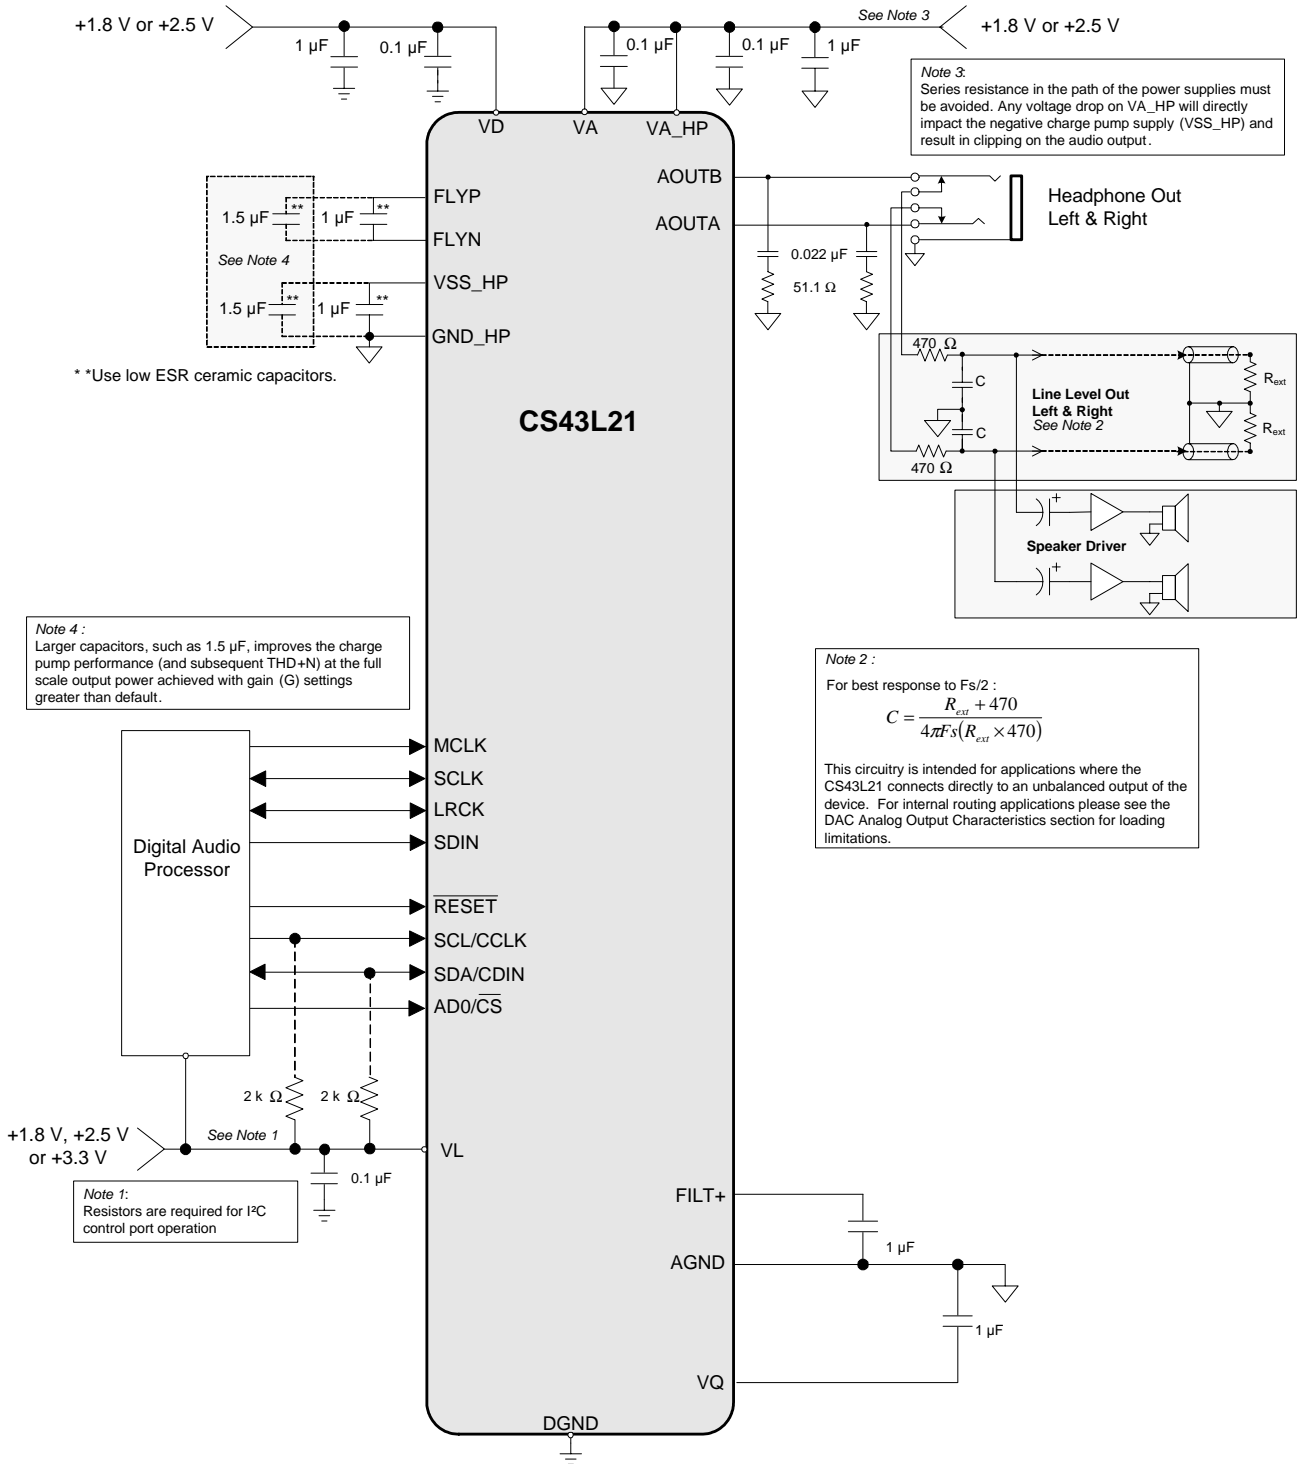 +1.8 V or +2.5 V
1 µF
0.1 µF
See Note 3
+1.8 V or +2.5 V
0.1 µF
0.1 µF
1 µF
Note 3:
Series resistance in the path of the power supplies must
be avoided. Any voltage drop on VA_HP will directly
impact the negative charge pump supply (VSS_HP) and
result in clipping on the audio output.
VD
VA
VA_HP
FLYP
FLYN
VSS_HP
GND_HP
1.5 µF
**
1 µF
**
See Note 4
1.5 µF
**
1 µF
**
* *Use low ESR ceramic capacitors.
AOUTB
AOUTA
Headphone Out
Left & Right
0.022 µF
51.1 Ω
470 Ω
C
C
470 Ω
Line Level Out
Left & Right
See Note 2
Rext
Rext
+
Speaker Driver
+
CS43L21
Note 4 :
Larger capacitors, such as 1.5 µF, improves the charge
pump performance (and subsequent THD+N) at the full
scale output power achieved with gain (G) settings
greater than default.
Note 2 :
For best response to Fs/2 :
C = (Rext + 470) / (4πFs(Rext × 470))
This circuitry is intended for applications where the
CS43L21 connects directly to an unbalanced output of the
device. For internal routing applications please see the
DAC Analog Output Characteristics section for loading
limitations.
Digital Audio
Processor
MCLK
SCLK
LRCK
SDIN
RESET
SCL/CCLK
SDA/CDIN
AD0/CS
2 k Ω
2 k Ω
+1.8 V, +2.5 V
or +3.3 V
See Note 1
VL
0.1 µF
Note 1:
Resistors are required for I²C
control port operation
FILT+
1 µF
AGND
1 µF
VQ
DGND